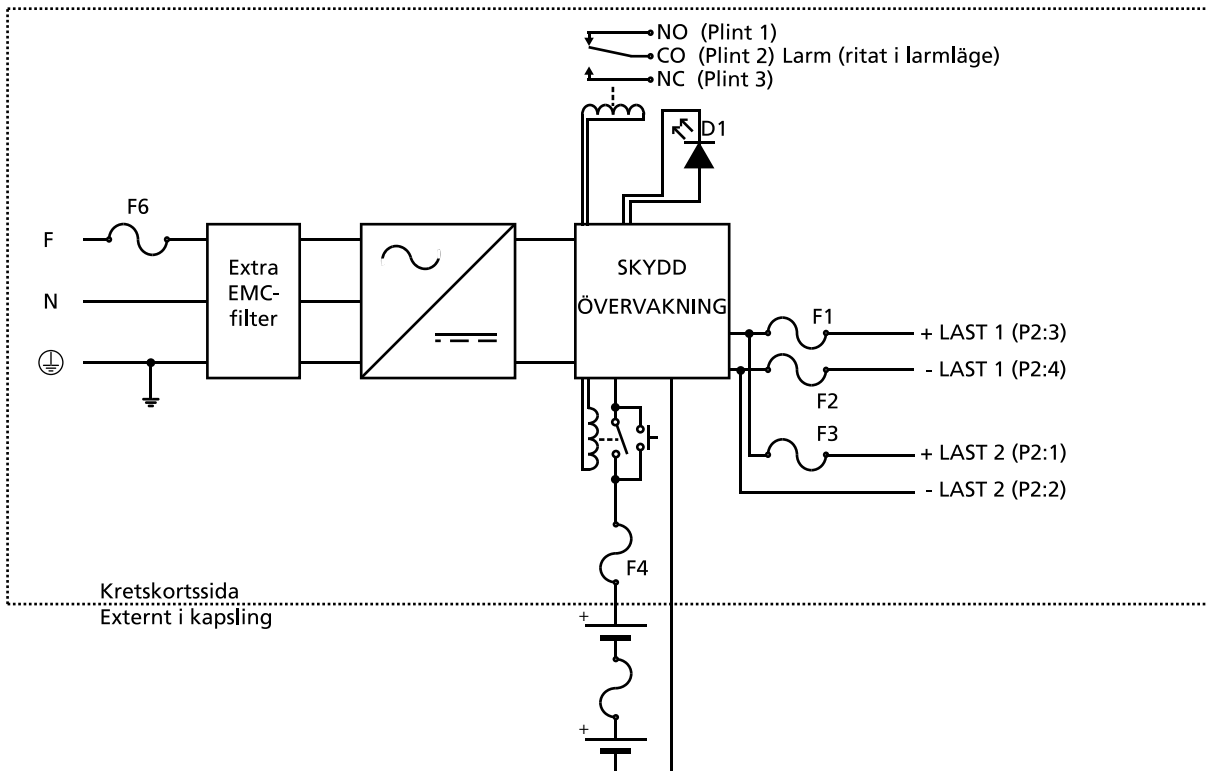 NO (Plint 1)
CO (Plint 2) Larm (ritat i larmläge)
NC (Plint 3)
D1
F6
F
N
Extra
EMC-
filter
SKYDD
ÖVERVAKNING
F1
+ LAST 1 (P2:3)
- LAST 1 (P2:4)
F2
F3
+ LAST 2 (P2:1)
- LAST 2 (P2:2)
F4
Kretskortssida
Externt i kapsling
+
+